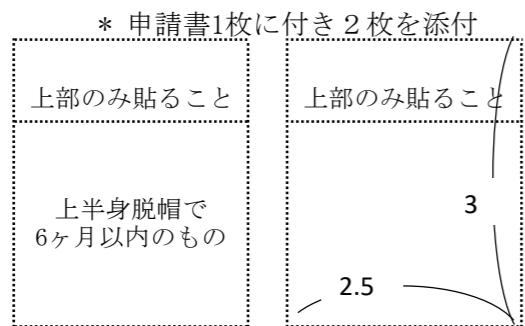 * 申請書1枚に付き２枚を添付
上部のみ貼ること
上部のみ貼ること
上半身脱帽で
6ヶ月以内のもの
3
2.5